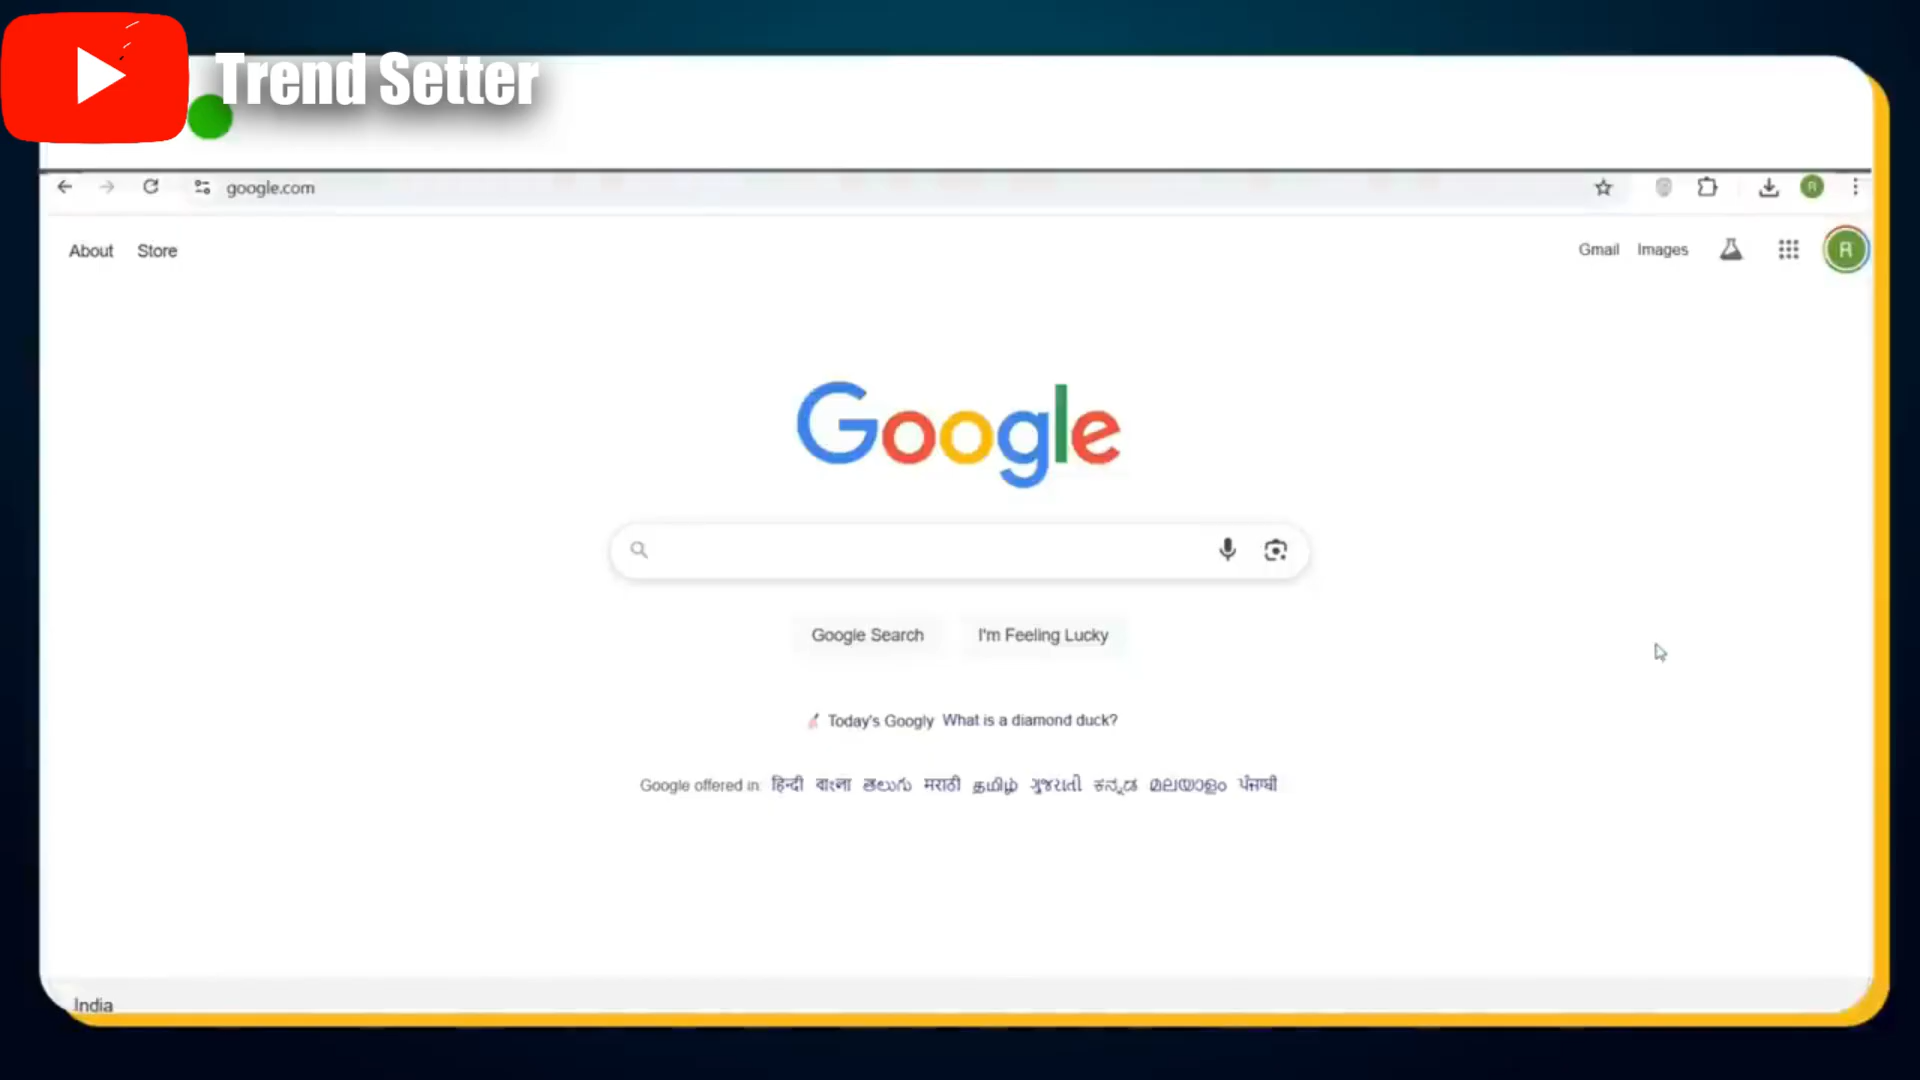 Trend Setter
google.com
About Store
Gmail Images
R
Google
Google Search I'm Feeling Lucky
Today's Googly What is a diamond duck?
Google offered in: हिन्दी বাংলা తెలుగు मराठी தமிழ் ગુજરાતી ಕನ್ನಡ മലയാളം ਪੰਜਾਬੀ
India